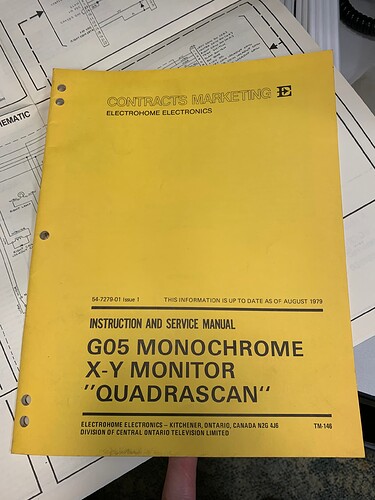 CONTRACTS MARKETING E
ELECTROHOME ELECTRONICS
EMATIC
54-7279-01 Issue 1 THIS INFORMATION IS UP TO DATE AS OF AUGUST 1979
INSTRUCTION AND SERVICE MANUAL
G05 MONOCHROME
X-Y MONITOR
"QUADRASCAN"
ELECTROHOME ELECTRONICS – KITCHENER, ONTARIO, CANADA N2G 4J6 TM-146
DIVISION OF CENTRAL ONTARIO TELEVISION LIMITED